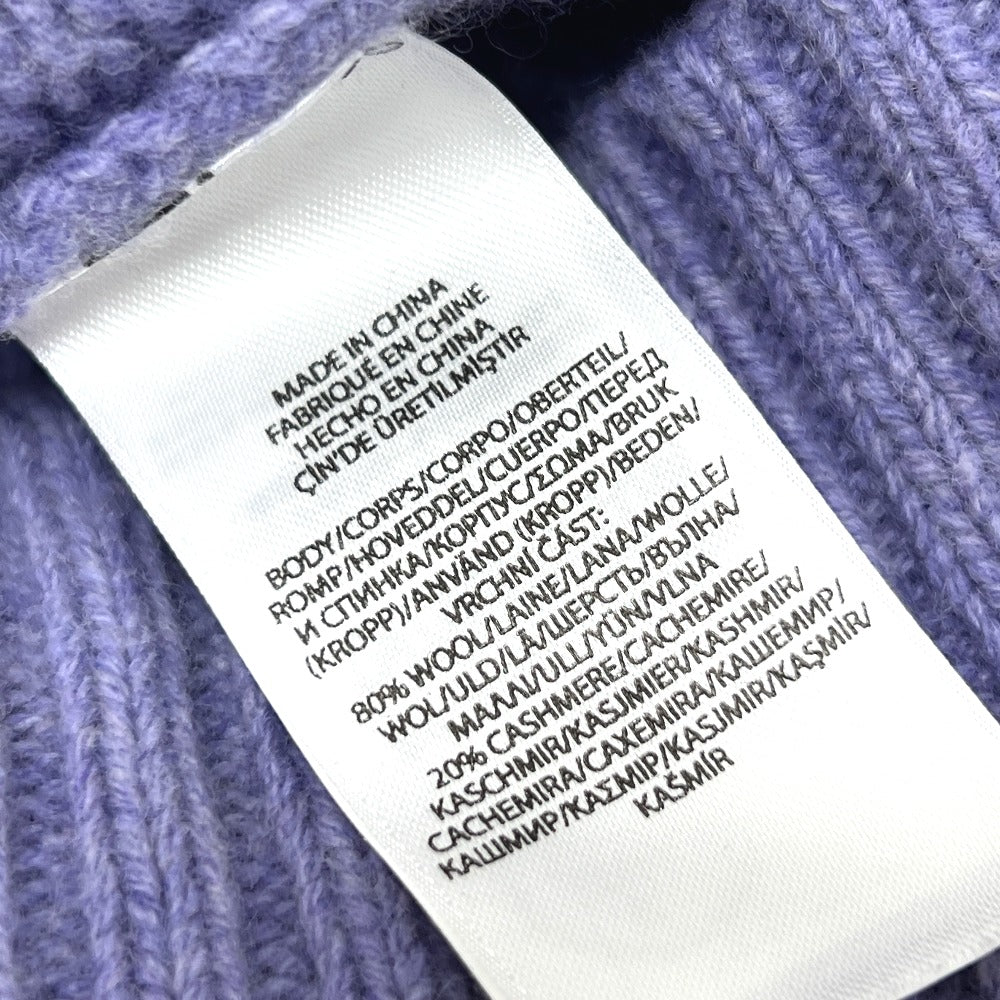 MADE IN CHINA
FABRIQUÉ EN CHINE
HECHO EN CHINA
ÇİN'DE ÜRETİLMİŞTİR
BODY/CORPS/CORPO/OBERTEIL/
ROMP/HOVEDDEL/CUERPO/ПЕРЕД
И СПИНКА/КОРПУС/ΣΩΜΑ/BRUK
(KROPP)/ANVÄND (KROPP)/BEDEN/
VRCHNÍ ČÁST:
80% WOOL/LAINE/LANA/WOLLE/
WOL/ULD/LÃ/ШЕРСТЬ/ВЪЛНА/
ΜΑΛΛΙ/ULL/YÜN/VLNA
20% CASHMERE/CACHEMIRE/
KASCHMIR/KASJMIER/KASHMIR/
CACHEMIRA/CAXEMIRA/КАШЕМИР/
КАШМИР/ΚΑΣΜΙΡ/KASJMIR/KAŞMİR/
KAŠMÍR